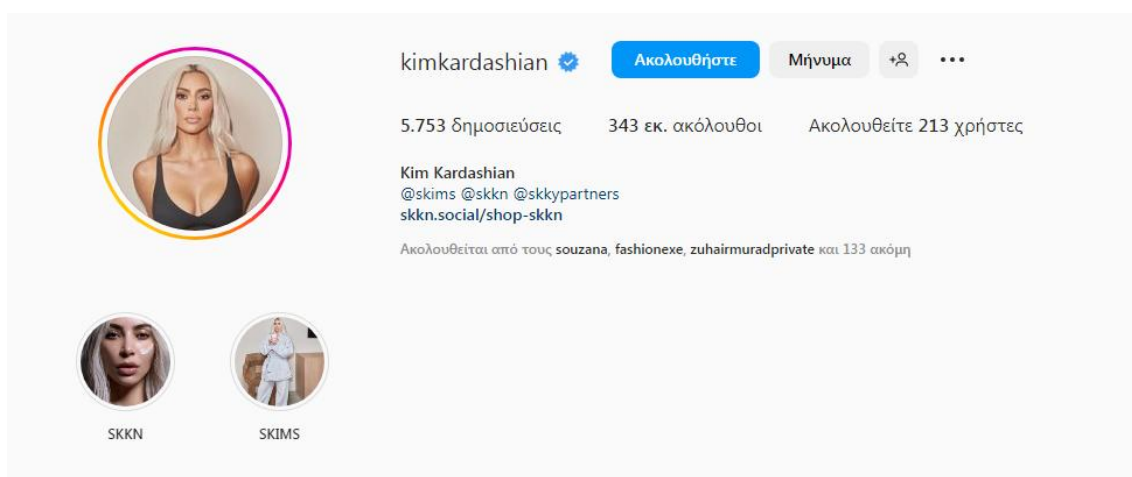 kimkardashian
Ακολουθήστε
Μήνυμα
5.753 δημοσιεύσεις
343 εκ. ακόλουθοι
Ακολουθείτε 213 χρήστες
Kim Kardashian
@skims @skkn @skkypartners
skkn.social/shop-skkn
Ακολουθείται από τους souzana, fashionexe, zuhairmuradprivate και 133 ακόμη
SKKN
SKIMS